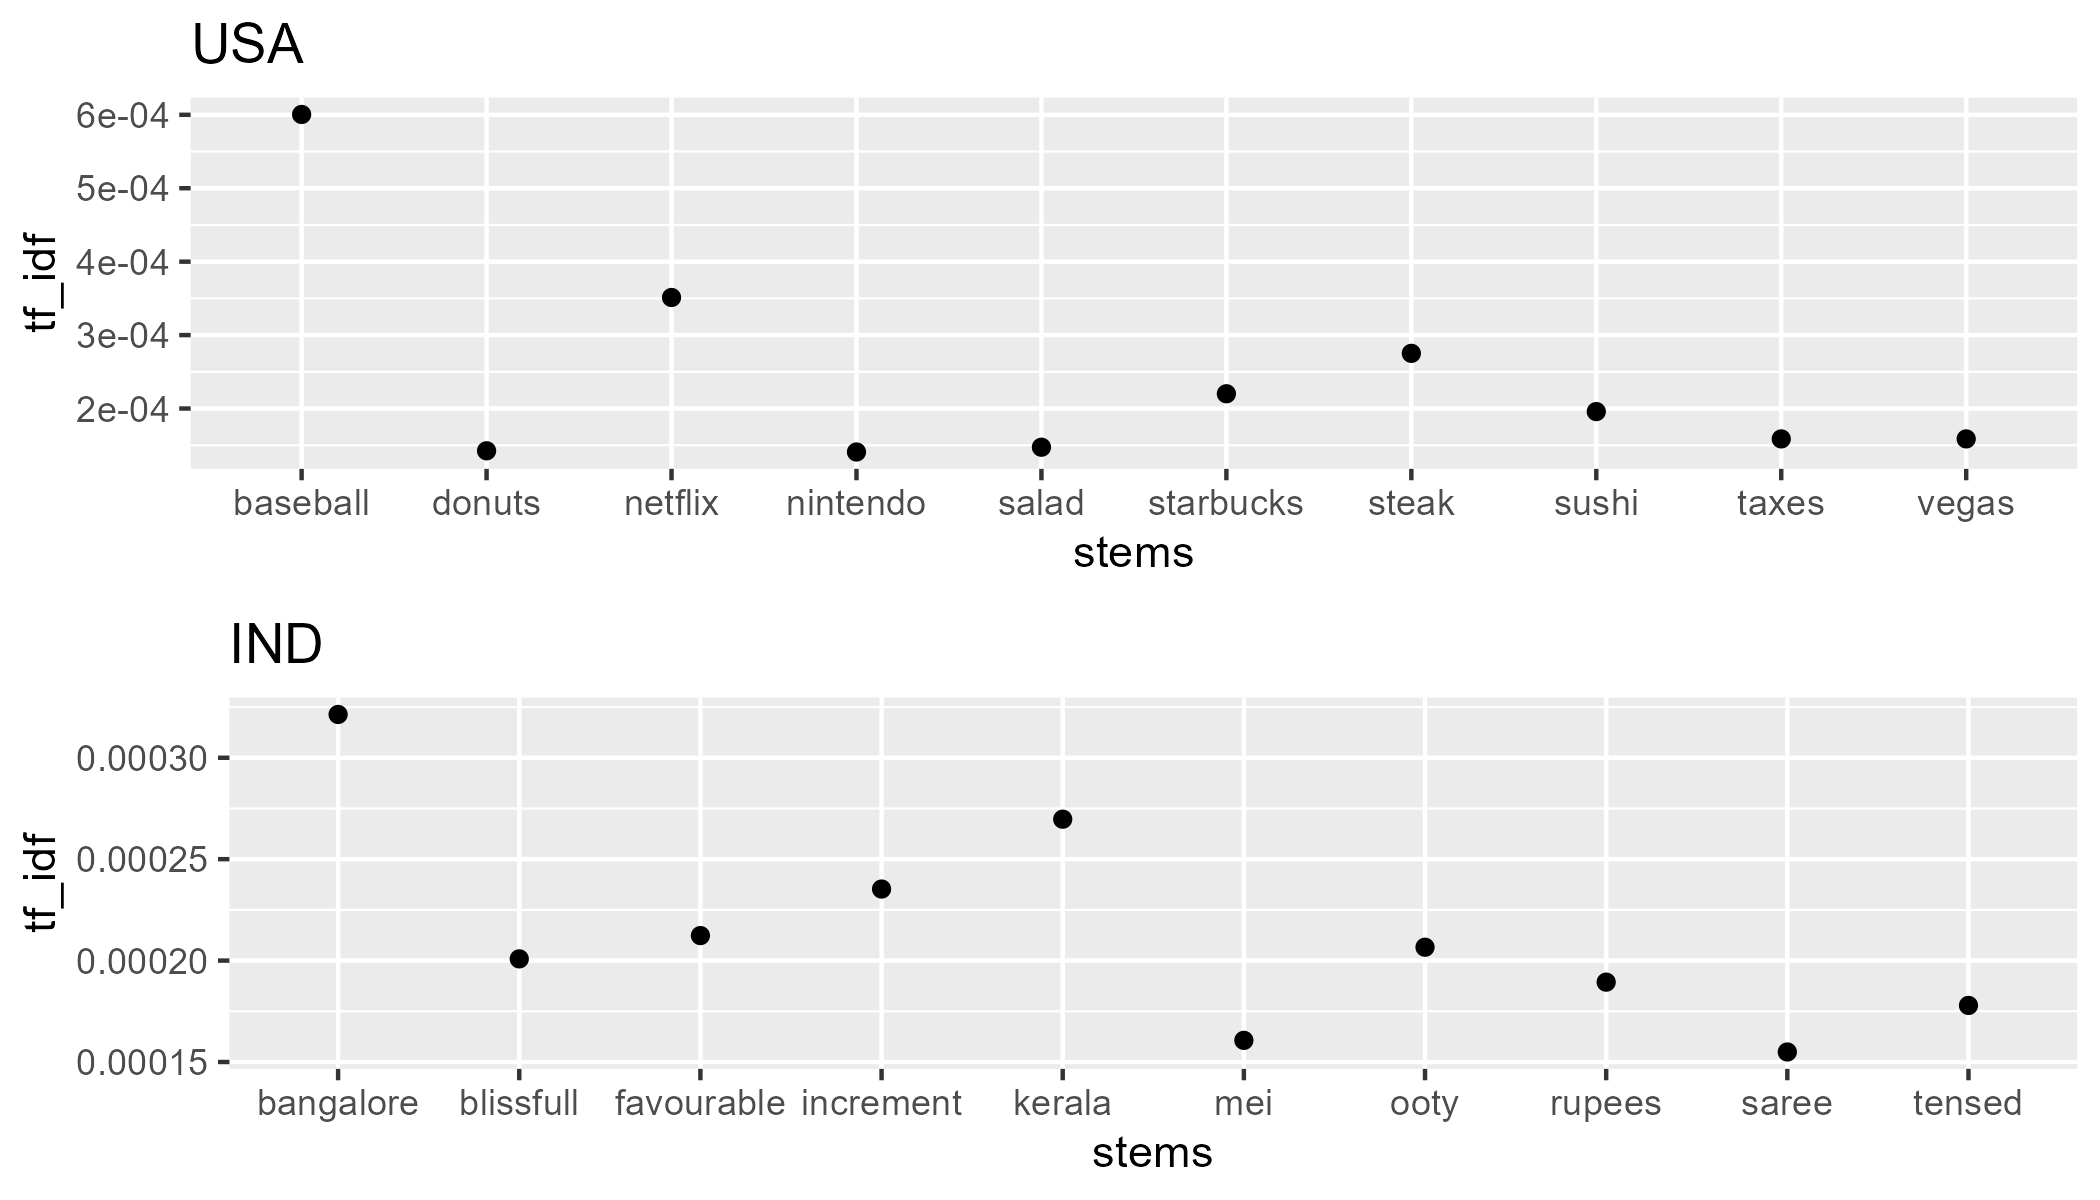 USA
tf_idf
6e-04
5e-04
4e-04
3e-04
2e-04
baseball donuts netflix nintendo salad starbucks steak sushi taxes vegas
stems
IND
tf_idf
0.00030
0.00025
0.00020
0.00015
bangalore blissfull favourable increment kerala mei ooty rupees saree tensed
stems